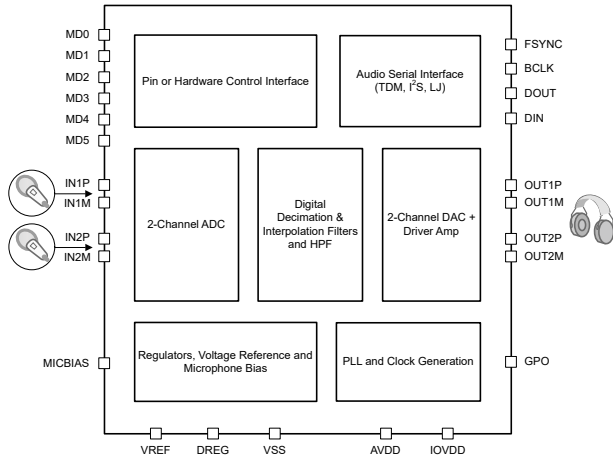 MD0
MD1
MD2
MD3
MD4
MD5
IN1P
IN1M
IN2P
IN2M
MICBIAS
Pin or Hardware Control Interface
Audio Serial Interface
(TDM, I²S, LJ)
2-Channel ADC
Digital
Decimation &
Interpolation Filters
and HPF
2-Channel DAC +
Driver Amp
Regulators, Voltage Reference and
Microphone Bias
PLL and Clock Generation
FSYNC
BCLK
DOUT
DIN
OUT1P
OUT1M
OUT2P
OUT2M
GPO
VREF
DREG
VSS
AVDD
IOVDD